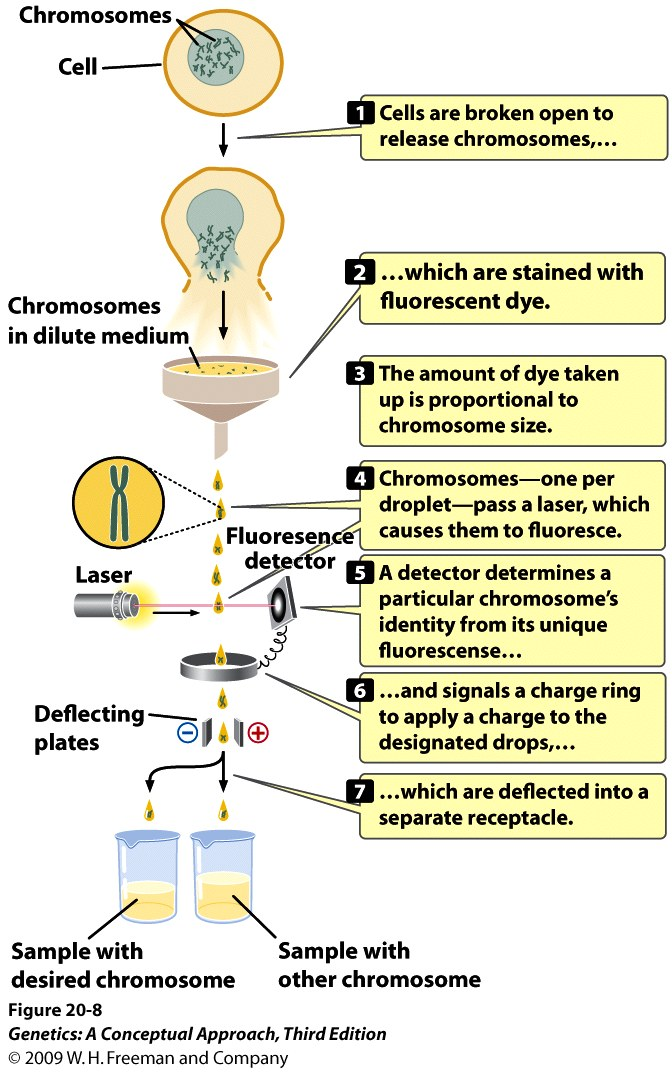 Chromosomes
Cell
1 Cells are broken open to
release chromosomes,...
2 ...which are stained with
fluorescent dye.
Chromosomes
in dilute medium
3 The amount of dye taken
up is proportional to
chromosome size.
4 Chromosomes—one per
droplet—pass a laser, which
causes them to fluoresce.
Fluoresence
detector
Laser
5 A detector determines a
particular chromosome's
identity from its unique
fluorescense...
6 ...and signals a charge ring
to apply a charge to the
designated drops,...
Deflecting
plates
− +
7 ...which are deflected into a
separate receptacle.
Sample with
desired chromosome
Sample with
other chromosome
Figure 20-8
Genetics: A Conceptual Approach, Third Edition
© 2009 W. H. Freeman and Company